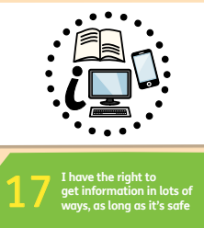 17
I have the right to
get information in lots of
ways, as long as it's safe